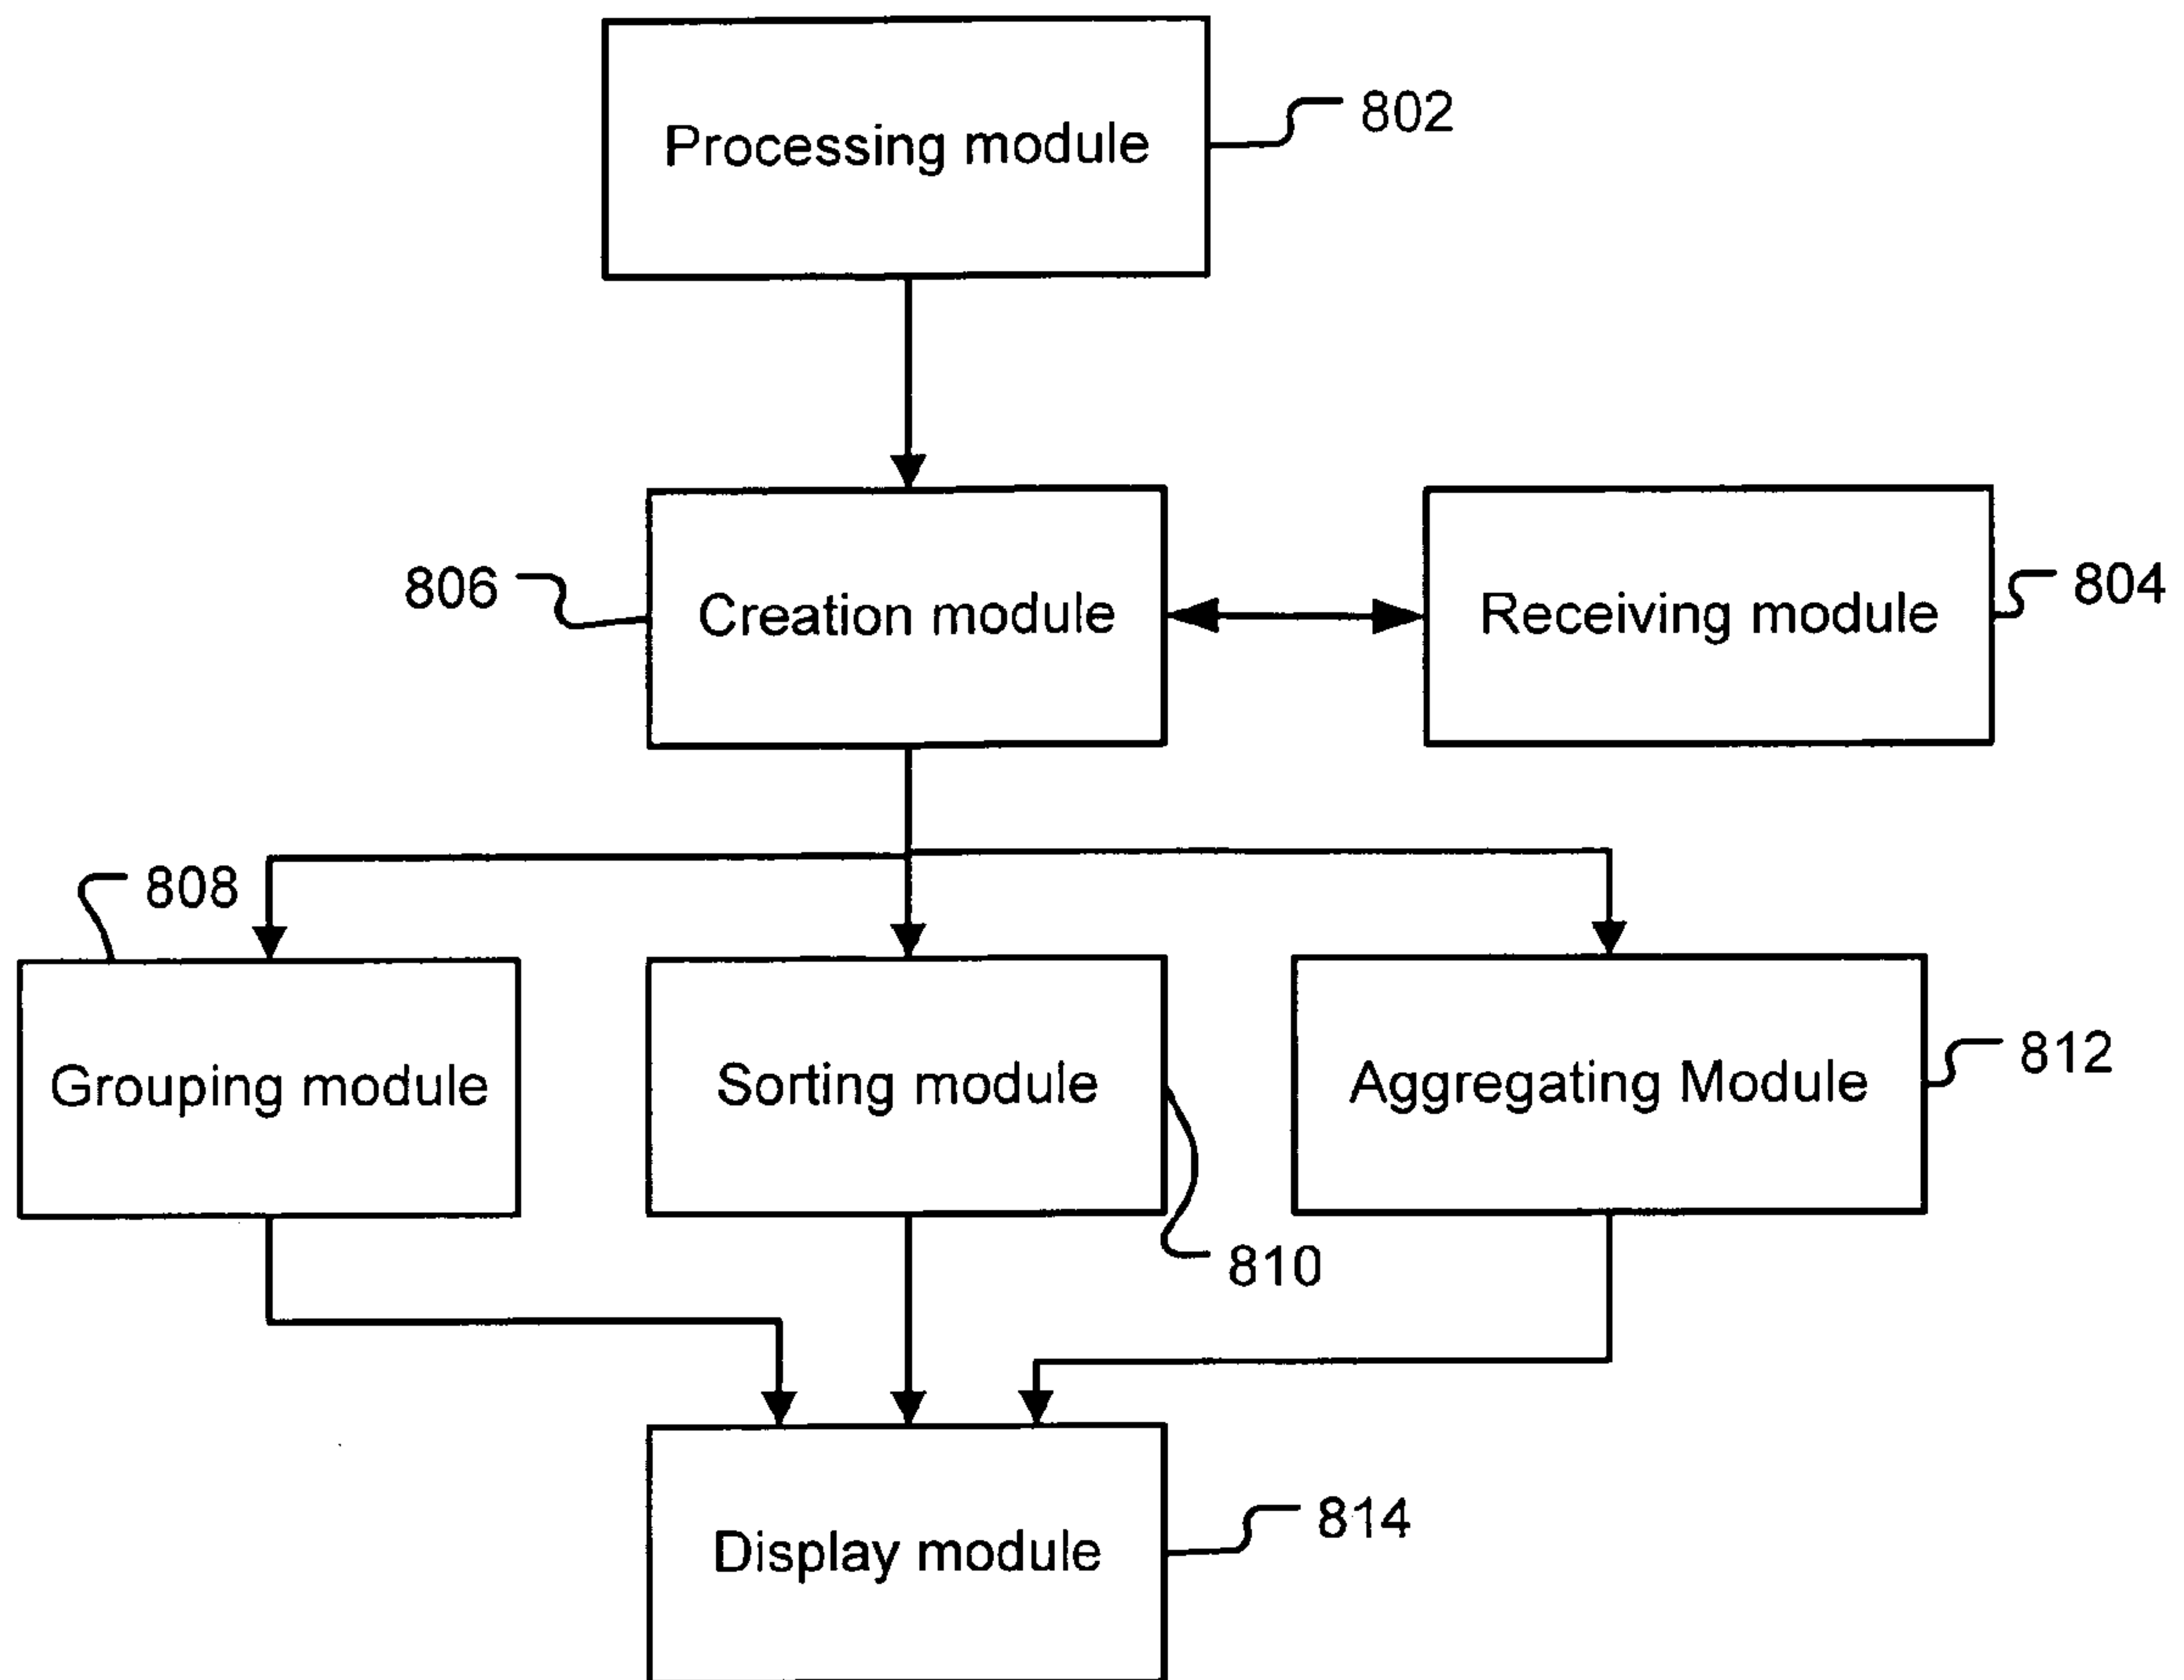 Processing module
802
806
Creation module
Receiving module
804
808
Grouping module
Sorting module
Aggregating Module
812
810
Display module
814